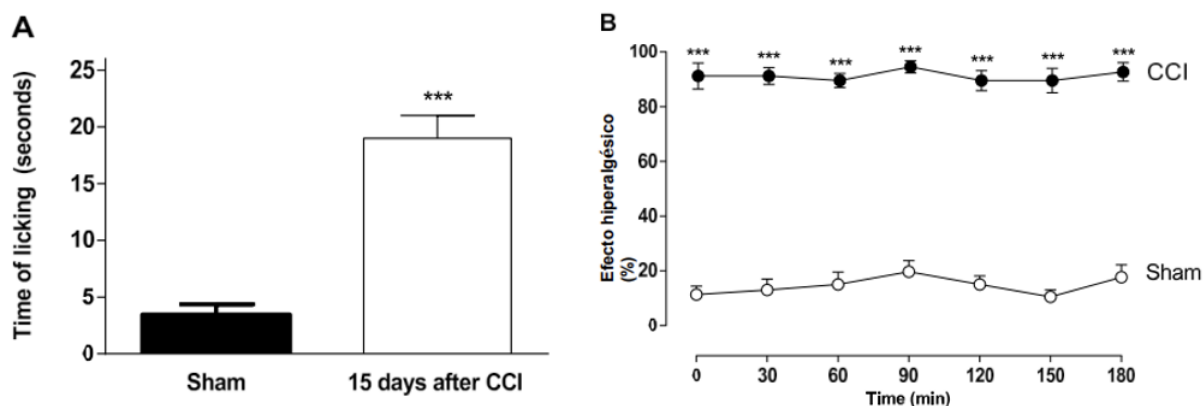 A
Time of licking (seconds)
25
20
15
10
5
0
***
Sham
15 days after CCI
B
Efecto hiperalgésico
(%)
100
80
60
40
20
0
*** *** *** *** *** *** ***
CCI
Sham
0 30 60 90 120 150 180
Time (min)